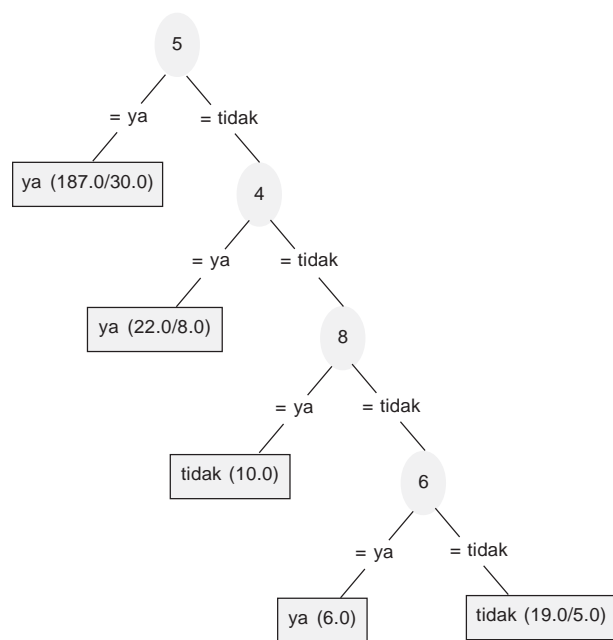 5
= ya
= tidak
ya (187.0/30.0)
4
= ya
= tidak
ya (22.0/8.0)
8
= ya
= tidak
tidak (10.0)
6
= ya
= tidak
ya (6.0)
tidak (19.0/5.0)